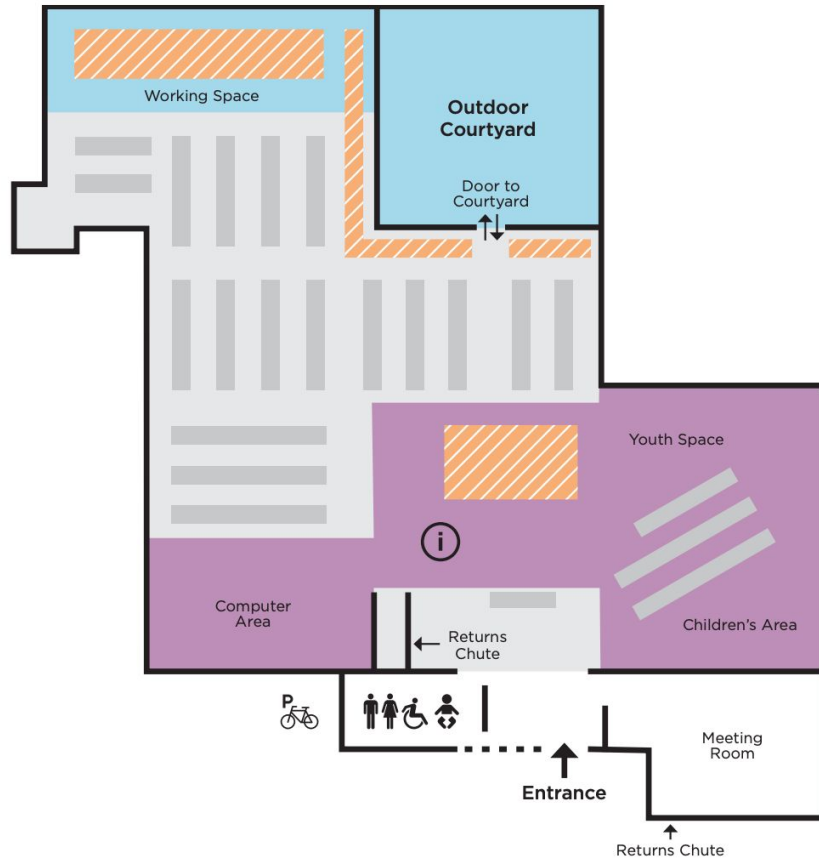 Working Space
Outdoor
Courtyard
Door to
Courtyard
Youth Space
i
Computer
Area
Returns
Chute
Children's Area
P
Meeting
Room
Entrance
Returns Chute